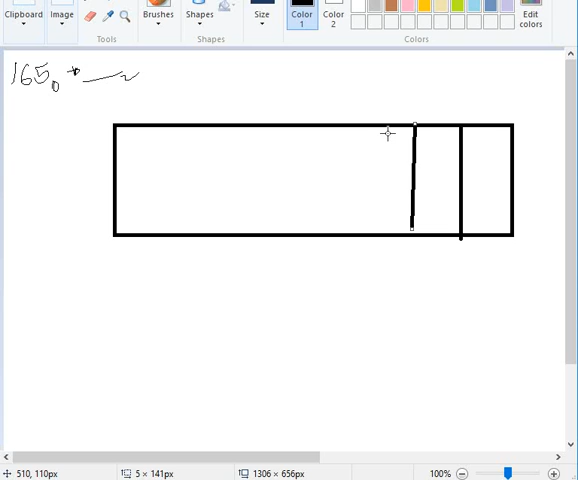 Clipboard
Image
Tools
Brushes
Shapes
Shapes
Size
Color
1
Color
2
Colors
Edit
colors
165
510, 110px
5 × 141px
1306 × 656px
100%